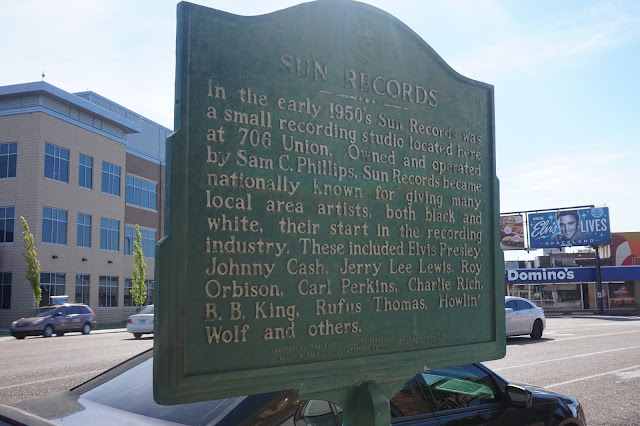 SUN RECORDS
In the early 1950's Sun Records was
a small recording studio located here
at 706 Union. Owned and operated
by Sam C. Phillips, Sun Records became
nationally known for giving many
local area artists, both black and
white, their start in the recording
industry. These included Elvis Presley,
Johnny Cash, Jerry Lee Lewis, Roy
Orbison, Carl Perkins, Charlie Rich,
B. B. King, Rufus Thomas, Howlin'
Wolf and others.
Elvis LIVES
GRACELAND
Domino's